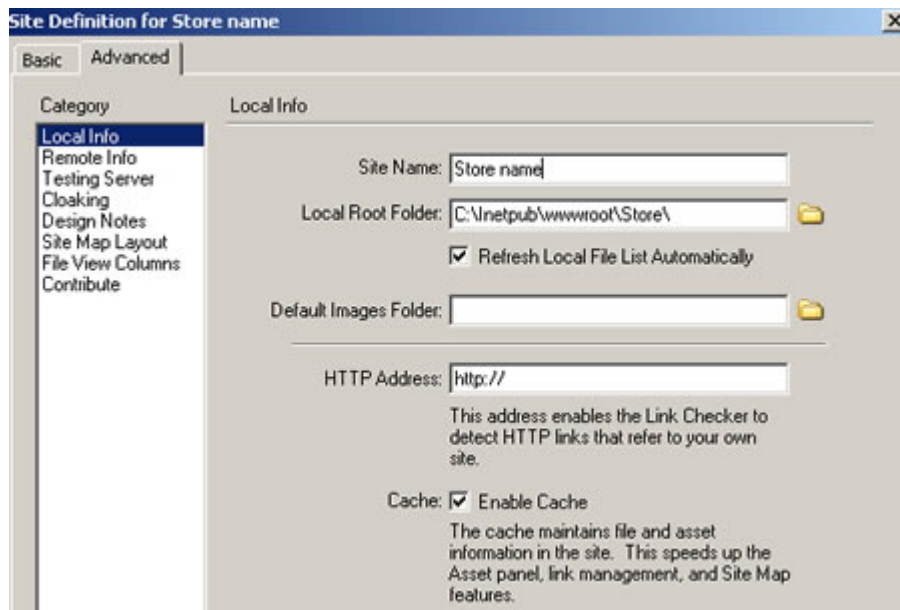 Site Definition for Store name
Basic
Advanced
Category
Local Info
Remote Info
Testing Server
Cloaking
Design Notes
Site Map Layout
File View Columns
Contribute
Local Info
Site Name: Store name
Local Root Folder: C:\Inetpub\wwwroot\Store\
Refresh Local File List Automatically
Default Images Folder:
HTTP Address: http://
This address enables the Link Checker to
detect HTTP links that refer to your own
site.
Cache: Enable Cache
The cache maintains file and asset
information in the site. This speeds up the
Asset panel, link management, and Site Map
features.